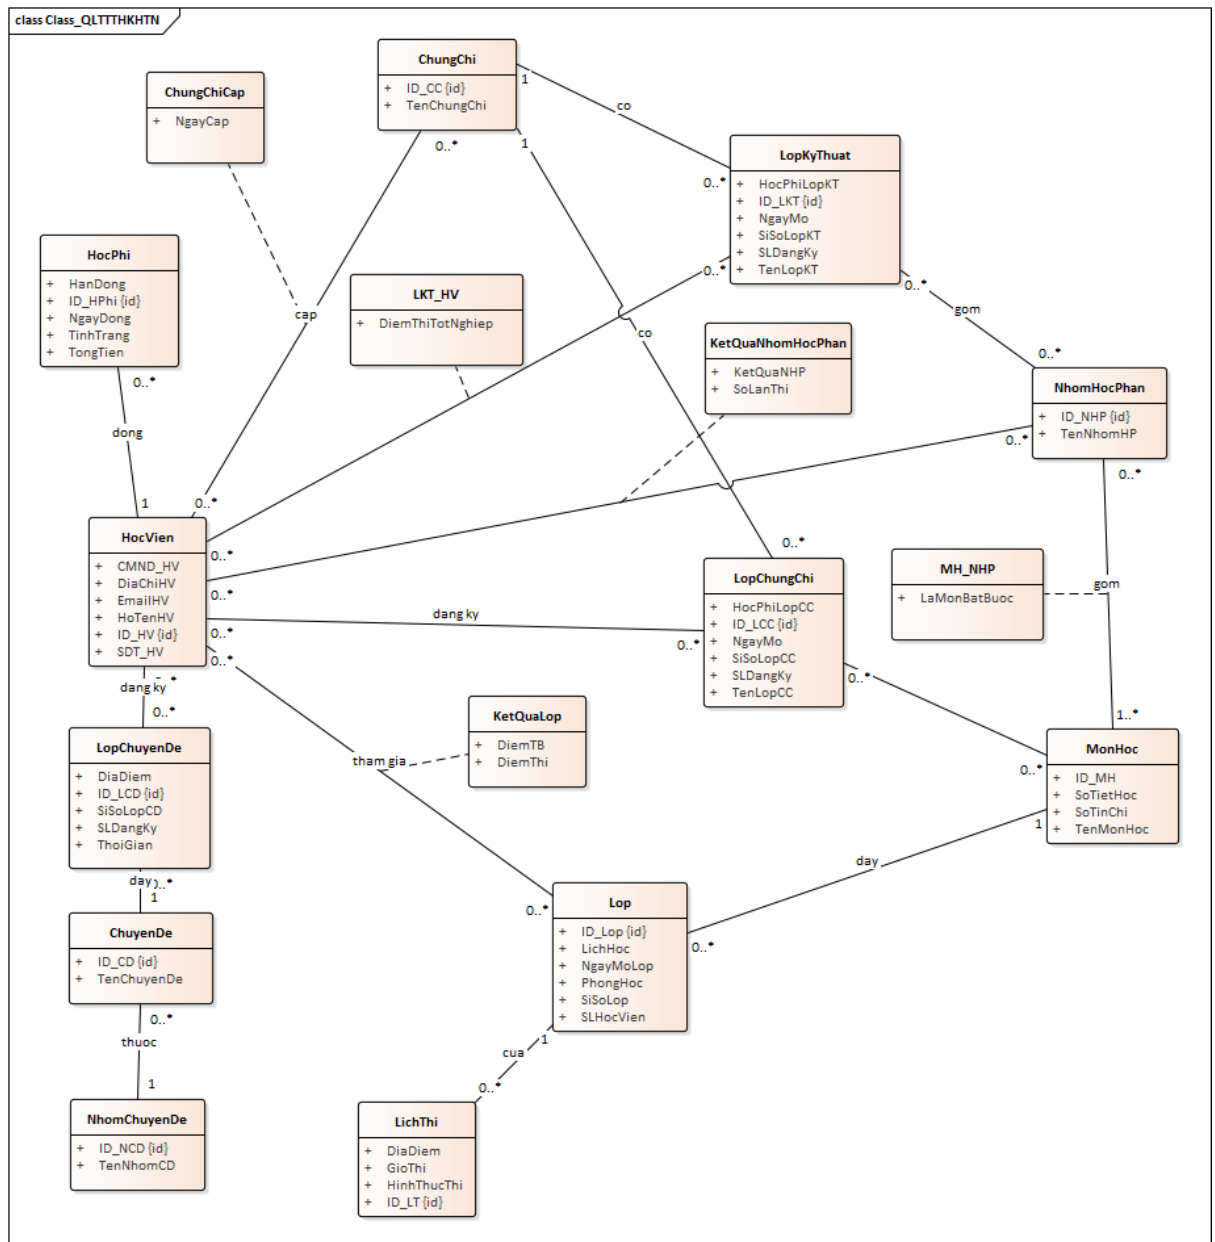 class Class_QLTTTHKHTN
ChungChi
+ ID_CC {id}
+ TenChungChi
ChungChiCap
+ NgayCap
1
co
0..*
1
0..*
LopKyThuat
+ HocPhiLopKT
+ ID_LKT {id}
+ NgayMo
+ SiSoLopKT
+ SLDangKy
+ TenLopKT
0..*
0..*
gom
0..*
HocPhi
+ HanDong
+ ID_HPhi {id}
+ NgayDong
+ TinhTrang
+ TongTien
0..*
dong
1
cap
0..*
LKT_HV
+ DiemThiTotNghiep
co
KetQuaNhomHocPhan
+ KetQuaNHP
+ SoLanThi
NhomHocPhan
+ ID_NHP {id}
+ TenNhomHP
0..*
0..*
HocVien
+ CMND_HV
+ DiaChiHV
+ EmailHV
+ HoTenHV
+ ID_HV {id}
+ SDT_HV
0..*
0..*
0..*
0..*
dang ky
0..*
0..*
LopChungChi
+ HocPhiLopCC
+ ID_LCC {id}
+ NgayMo
+ SiSoLopCC
+ SLDangKy
+ TenLopCC
0..*
MH_NHP
+ LaMonBatBuoc
gom
1..*
dang ky
..*
0..*
LopChuyenDe
+ DiaDiem
+ ID_LCD {id}
+ SiSoLopCD
+ SLDangKy
+ ThoiGian
KetQuaLop
+ DiemTB
+ DiemThi
tham gia
0..*
MonHoc
+ ID_MH
+ SoTietHoc
+ SoTinChi
+ TenMonHoc
0..*
1
day
0..*
day
..*
1
ChuyenDe
+ ID_CD {id}
+ TenChuyenDe
0..*
thuoc
1
Lop
+ ID_Lop {id}
+ LichHoc
+ NgayMoLop
+ PhongHoc
+ SiSoLop
+ SLHocVien
1
cua
0..*
NhomChuyenDe
+ ID_NCD {id}
+ TenNhomCD
LichThi
+ DiaDiem
+ GioThi
+ HinhThucThi
+ ID_LT {id}